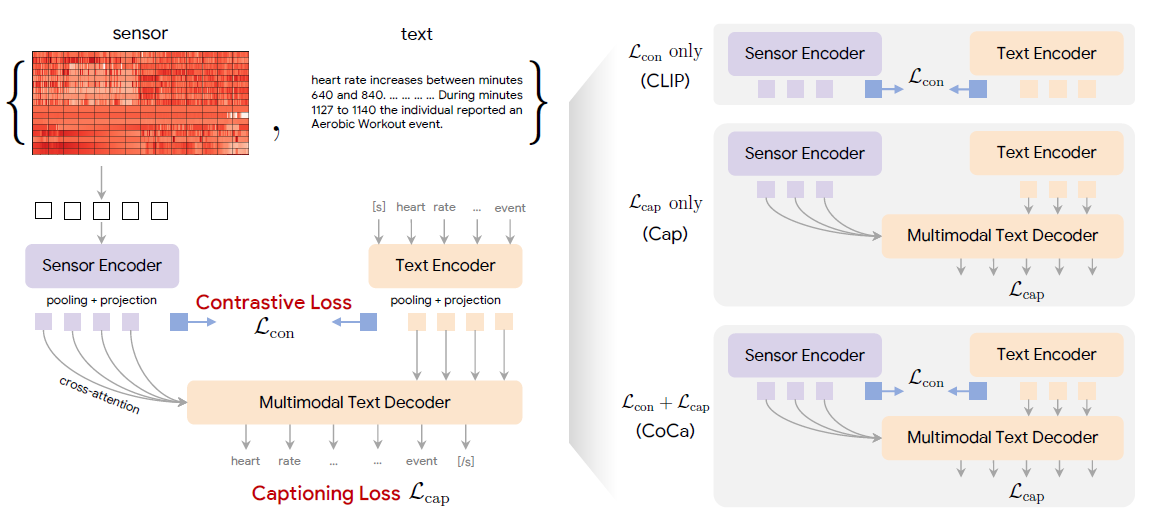 sensor
text
{
,
heart rate increases between minutes
640 and 840. ... ... ... ... During minutes
1127 to 1140 the individual reported an
Aerobic Workout event.
}
[s] heart rate ... event
Sensor Encoder
Text Encoder
pooling + projection
pooling + projection
Contrastive Loss
ℒcon
cross-attention
Multimodal Text Decoder
heart rate ... ... event [/s]
Captioning Loss ℒcap
ℒcon only
(CLIP)
Sensor Encoder
Text Encoder
ℒcon
ℒcap only
(Cap)
Sensor Encoder
Text Encoder
Multimodal Text Decoder
ℒcap
ℒcon + ℒcap
(CoCa)
Sensor Encoder
Text Encoder
ℒcon
Multimodal Text Decoder
ℒcap